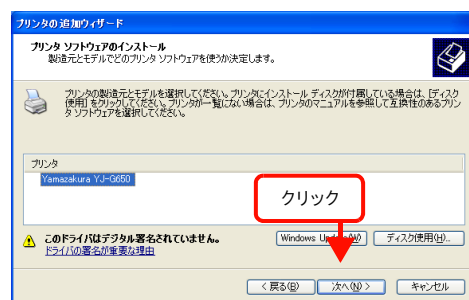 プリンタの追加ウィザード
プリンタ ソフトウェアのインストール
製造元とモデルでどのプリンタ ソフトウェアを使うか決定します。
プリンタの製造元とモデルを選択してください。プリンタにインストール ディスクが付属している場合は、[ディスク
使用] をクリックしてください。プリンタが一覧にない場合は、プリンタのマニュアルを参照して互換性のあるプリン
タ ソフトウェアを選択してください。
プリンタ
Yamazakura YJ-G650
クリック
このドライバはデジタル署名されていません。
ドライバの署名が重要な理由
Windows Up (W)
ディスク使用(H)...
< 戻る(B)
次へ(N) >
キャンセル